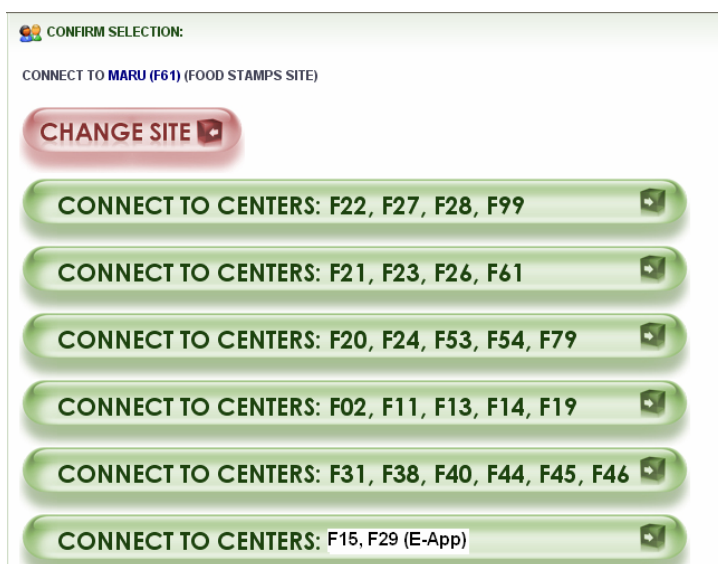 CONFIRM SELECTION:
CONNECT TO MARU (F61) (FOOD STAMPS SITE)
CHANGE SITE
CONNECT TO CENTERS: F22, F27, F28, F99
CONNECT TO CENTERS: F21, F23, F26, F61
CONNECT TO CENTERS: F20, F24, F53, F54, F79
CONNECT TO CENTERS: F02, F11, F13, F14, F19
CONNECT TO CENTERS: F31, F38, F40, F44, F45, F46
CONNECT TO CENTERS: F15, F29 (E-App)